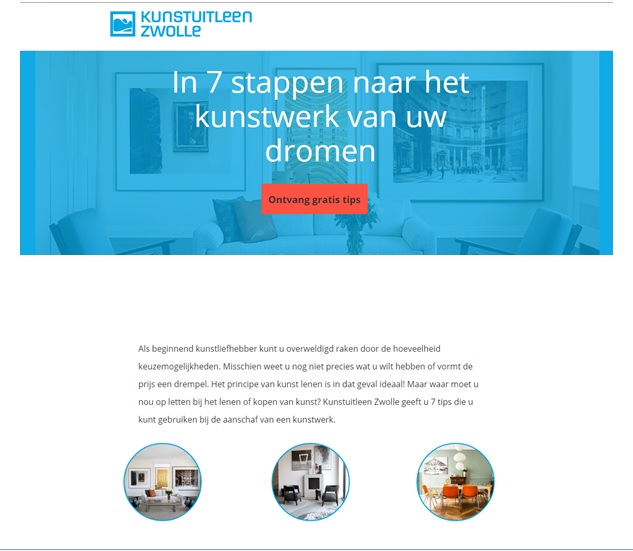 KUNSTUITLEEN
ZWOLLE
In 7 stappen naar het
kunstwerk van uw
dromen
Ontvang gratis tips
Als beginnend kunstliefhebber kunt u overweldigd raken door de hoeveelheid
keuzemogelijkheden. Misschien weet u nog niet precies wat u wilt hebben of vormt de
prijs een drempel. Het principe van kunst lenen is in dat geval ideaal! Maar waar moet u
nou op letten bij het lenen of kopen van kunst? Kunstuitleen Zwolle geeft u 7 tips die u
kunt gebruiken bij de aanschaf van een kunstwerk.